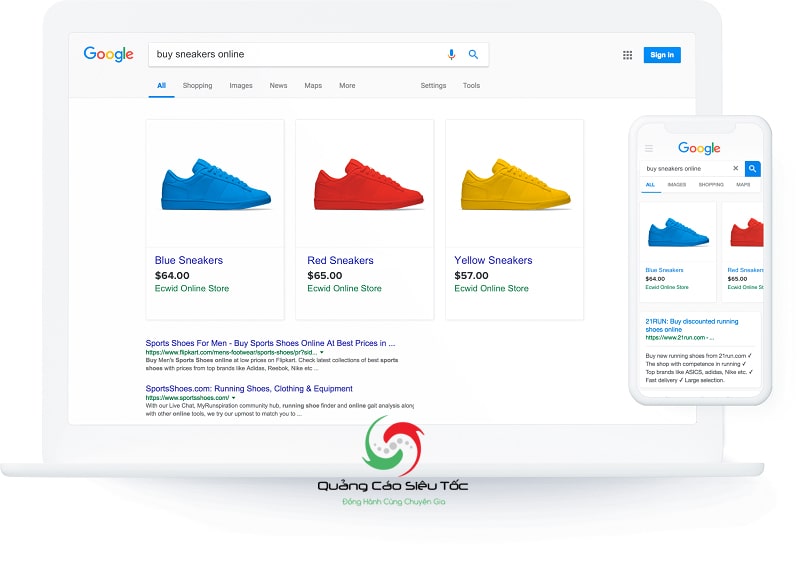 Google
buy sneakers online
Sign in
All Shopping Images News Maps More Settings Tools
Blue Sneakers
$64.00
Ecwid Online Store
Red Sneakers
$65.00
Ecwid Online Store
Yellow Sneakers
$57.00
Ecwid Online Store
Sports Shoes For Men - Buy Sports Shoes Online At Best Prices in ...
https://www.flipkart.com/mens-footwear/sports-shoes/pr?sid...
Buy Men's Sports Shoes online at low prices on Flipkart. Check latest collections of best sports
shoes with prices from top brands like Adidas, Reebok, Nike etc...
SportsShoes.com: Running Shoes, Clothing & Equipment
https://www.sportsshoes.com/
With our Live Chat, MyRunspiration community hub, running shoe finder and online gait analysis along
with other online tools, we try our upmost to match you to ...
Google
buy sneakers online
ALL IMAGES SHOPPING MAPS
Blue Sneakers
$64.00
Ecwid Online Store
Red Sneakers
$65.00
Ecwid Online
21RUN: Buy discounted running
shoes online
https://www.21run.com - ...
Buy new running shoes from 21run.com ✓
The shop with competence in running ✓
Top brands like ASICS, adidas, Nike etc. ✓
Fast delivery ✓ Large selection.
Quảng Cáo Siêu Tốc
Đồng Hành Cùng Chuyên Gia